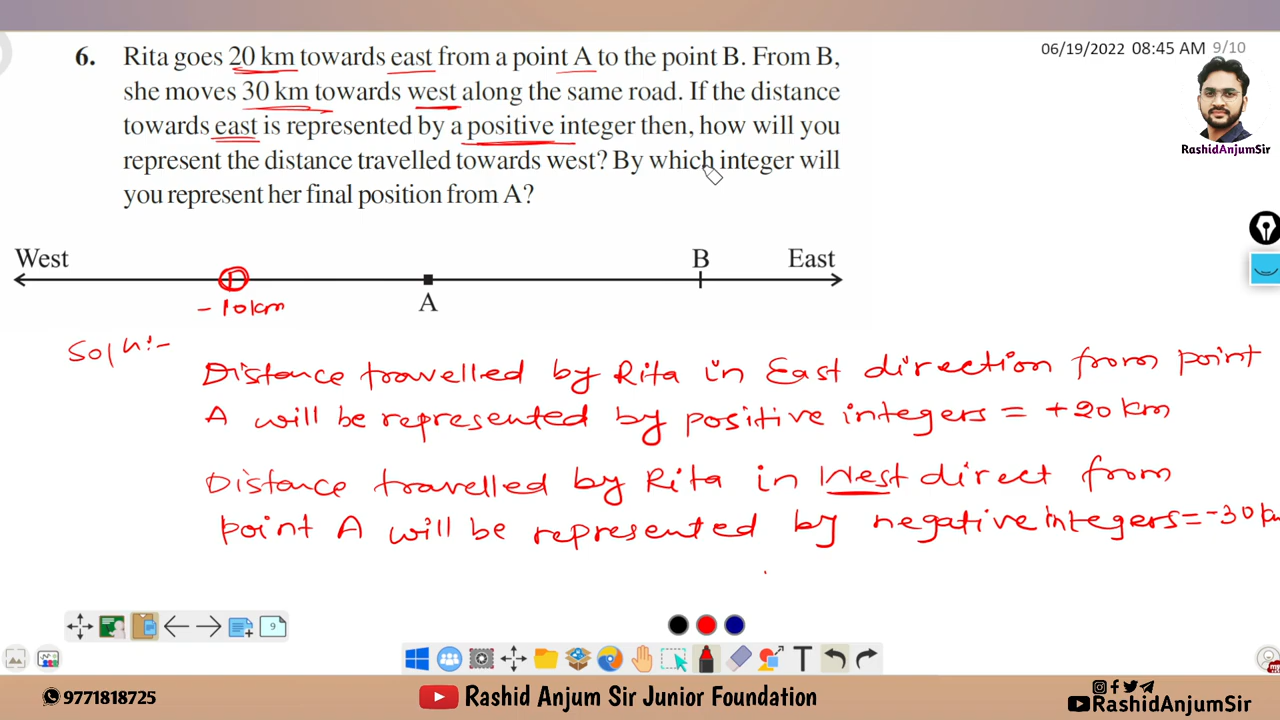 06/19/2022 08:45 AM 9/10
6. Rita goes 20 km towards east from a point A to the point B. From B,
she moves 30 km towards west along the same road. If the distance
towards east is represented by a positive integer then, how will you
represent the distance travelled towards west? By which integer will
you represent her final position from A?
RashidAnjumSir
West B East
-10km A
Soln:-
Distance travelled by Rita in East direction from point
A will be represented by positive integers = +20 km
Distance travelled by Rita in West direct from
point A will be represented by negative integers = -30 km
9
T
9771818725 Rashid Anjum Sir Junior Foundation RashidAnjumSir